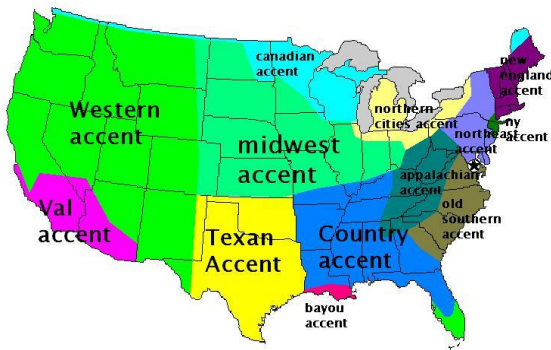 canadian
accent
new
england
accent
Western
accent
northern
cities accent
ny
accent
northeast
accent
midwest
accent
appalachian
accent
old
southern
accent
Val
accent
Texan
Accent
Country
accent
bayou
accent